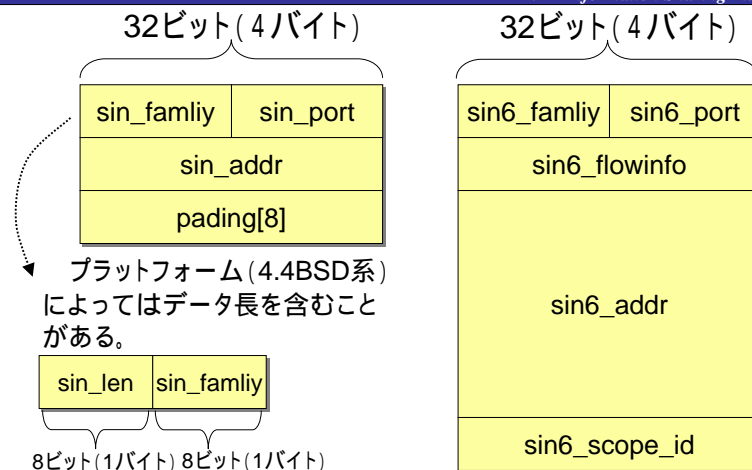 32ビット(4バイト)
sin_famliy sin_port
sin_addr
pading[8]
プラットフォーム(4.4BSD系)
によってはデータ長を含むこと
がある。
sin_len sin_famliy
8ビット(1バイト) 8ビット(1バイト)
32ビット(4バイト)
sin6_famliy sin6_port
sin6_flowinfo
sin6_addr
sin6_scope_id